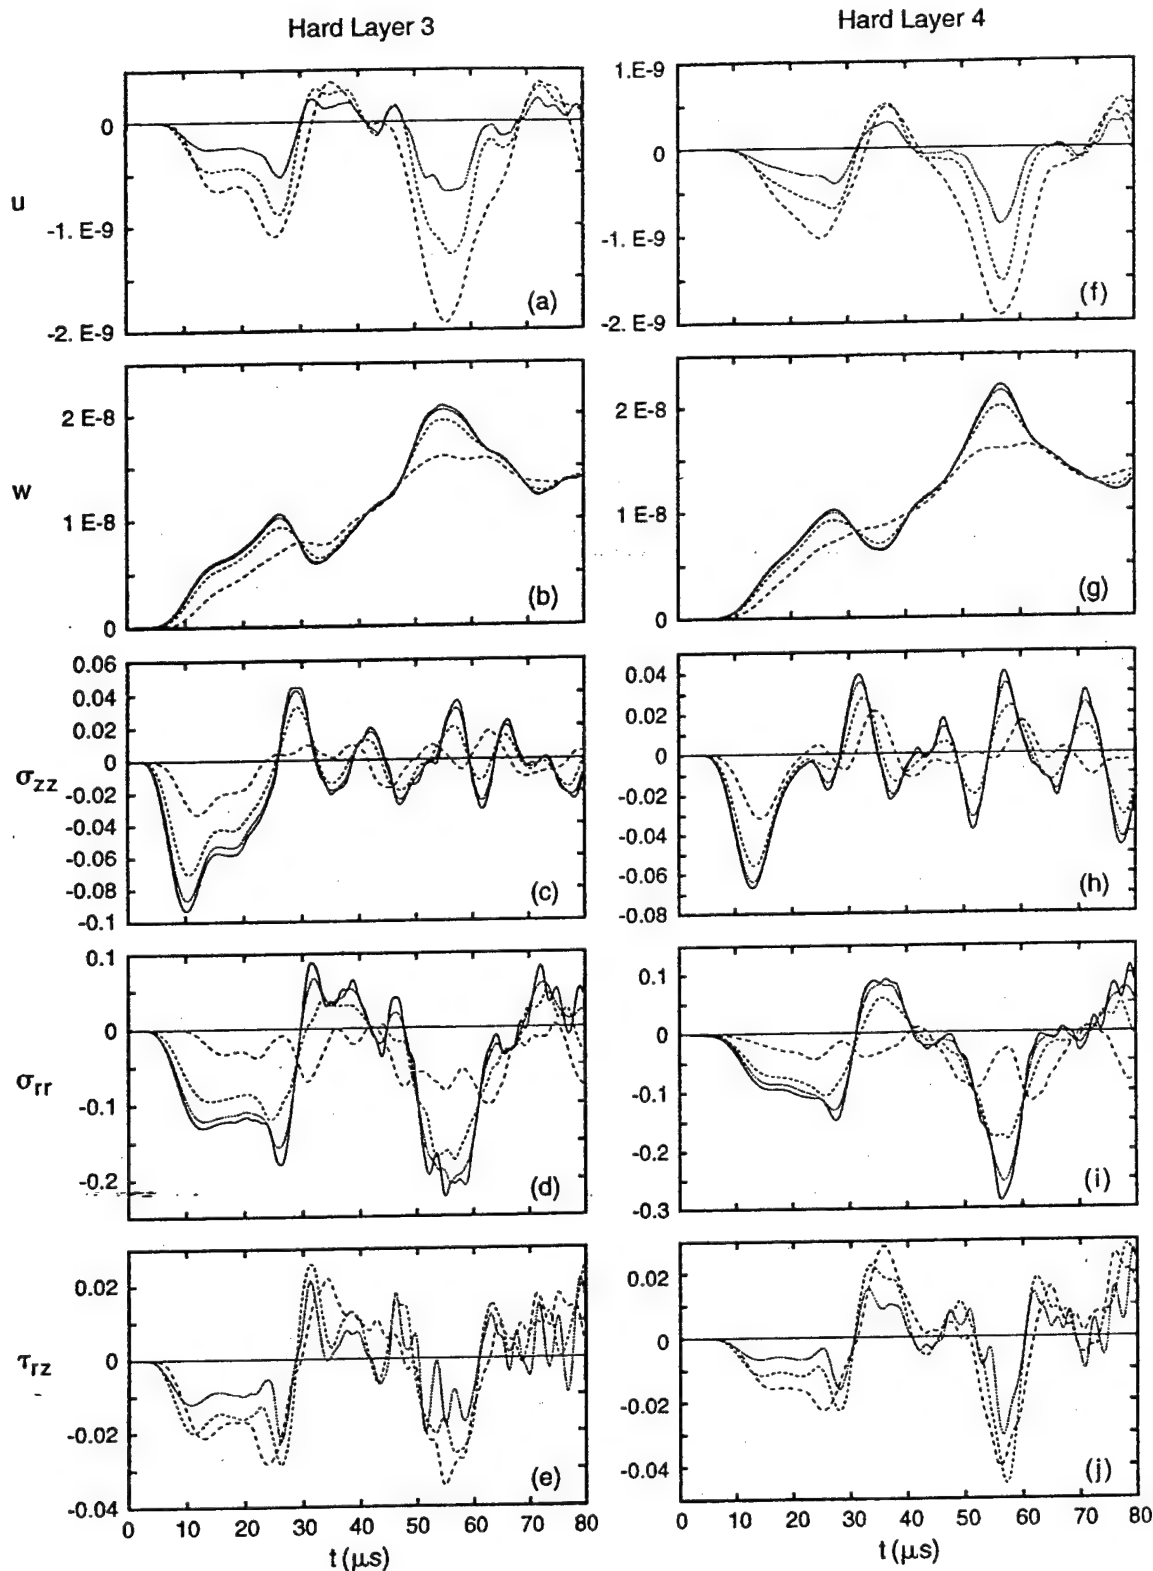 Hard Layer 3
Hard Layer 4
u
0
-1. E-9
-2. E-9
(a)
1.E-9
0
-1.E-9
-2. E-9
(f)
w
2 E-8
1 E-8
0
(b)
2 E-8
1 E-8
0
(g)
σzz
0.06
0.04
0.02
0
-0.02
-0.04
-0.06
-0.08
-0.1
(c)
0.04
0.02
0
-0.02
-0.04
-0.06
-0.08
(h)
σrr
0.1
0
-0.1
-0.2
(d)
0.1
0
-0.1
-0.2
-0.3
(i)
τrz
0.02
0
-0.02
-0.04
(e)
0.02
0
-0.02
-0.04
(j)
0 10 20 30 40 50 60 70 80
t (μs)
0 10 20 30 40 50 60 70 80
t (μs)